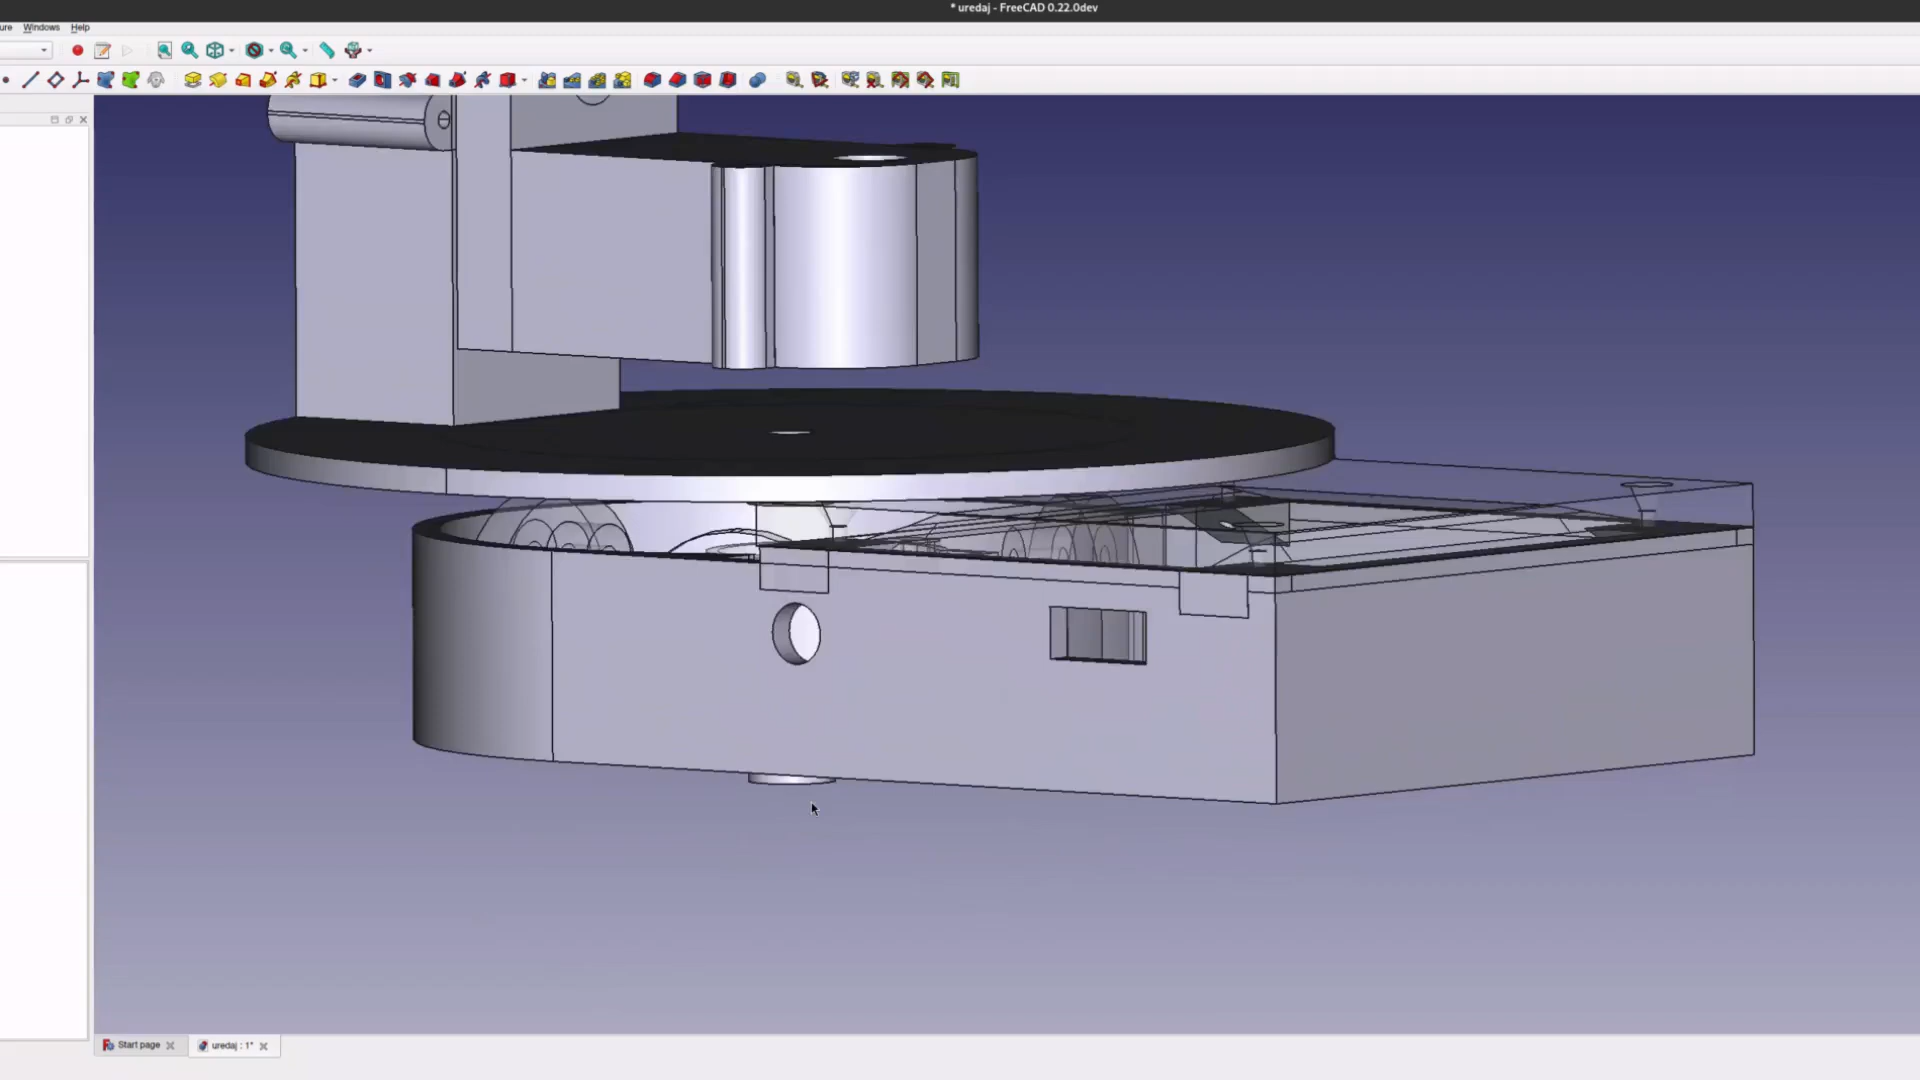 * uredaj - FreeCAD 0.22.0dev
ure Windows Help
Start page
uredaj : 1*